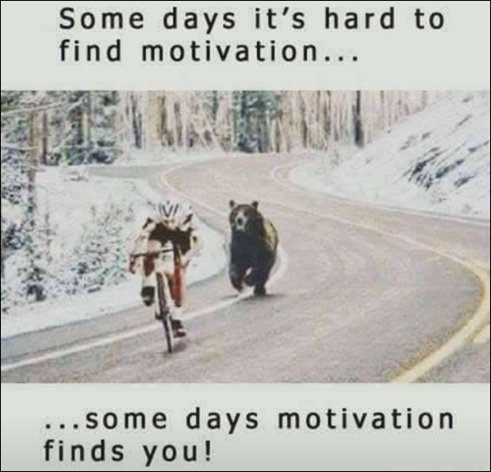 Some days it's hard to
find motivation...
...some days motivation
finds you!